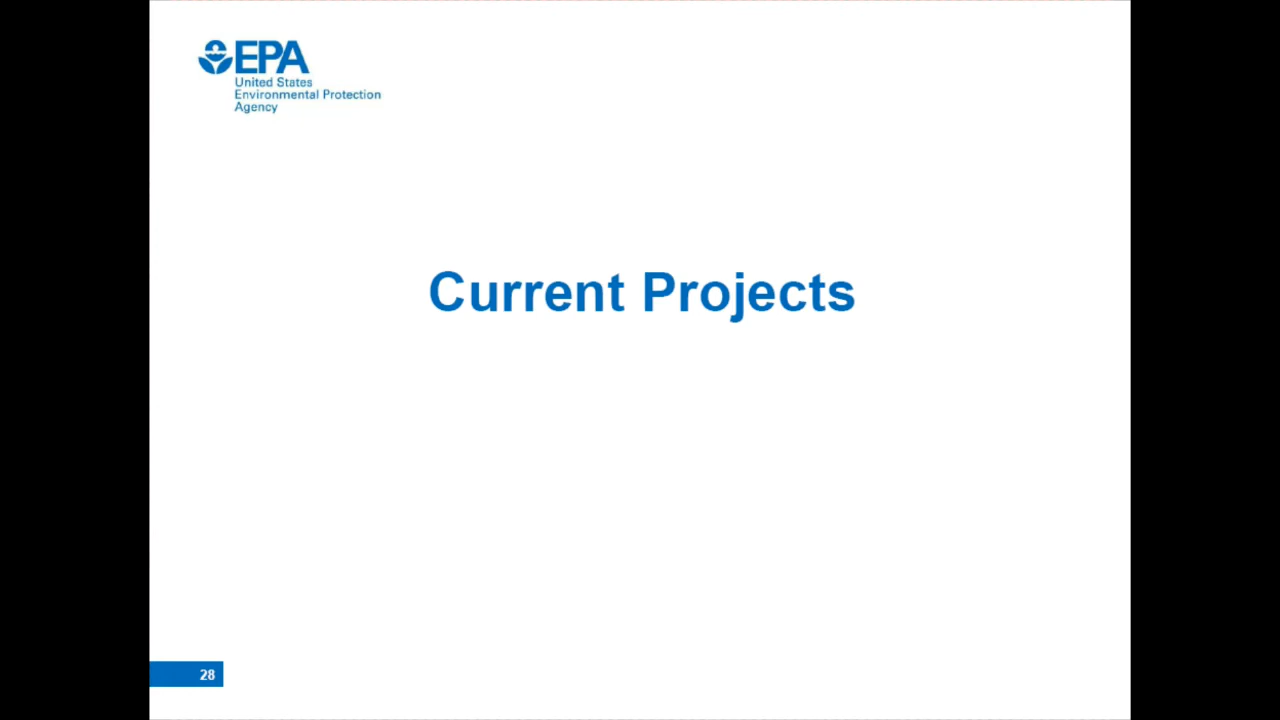 EPA
United States
Environmental Protection
Agency
Current Projects
28